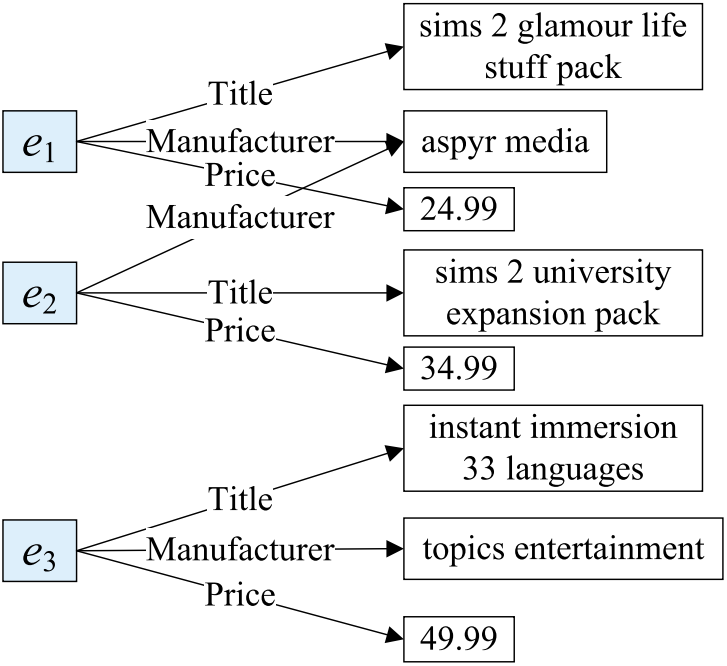 sims 2 glamour life
stuff pack
Title
e1
Manufacturer
aspyr media
Price
24.99
Manufacturer
e2
Title
sims 2 university
expansion pack
Price
34.99
instant immersion
33 languages
Title
e3
Manufacturer
topics entertainment
Price
49.99